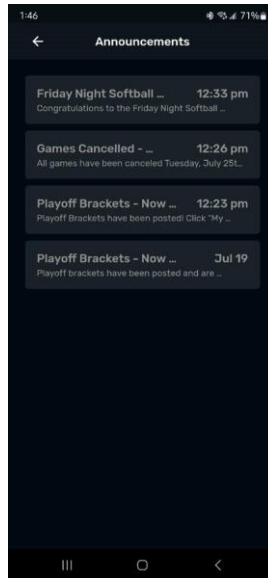 1:46
71%
Announcements
Friday Night Softball ... 12:33 pm
Congratulations to the Friday Night Softball ...
Games Cancelled - ... 12:26 pm
All games have been canceled Tuesday, July 25t...
Playoff Brackets - Now ... 12:23 pm
Playoff Brackets have been posted! Click "My ...
Playoff Brackets - Now ... Jul 19
Playoff brackets have been posted and are ...